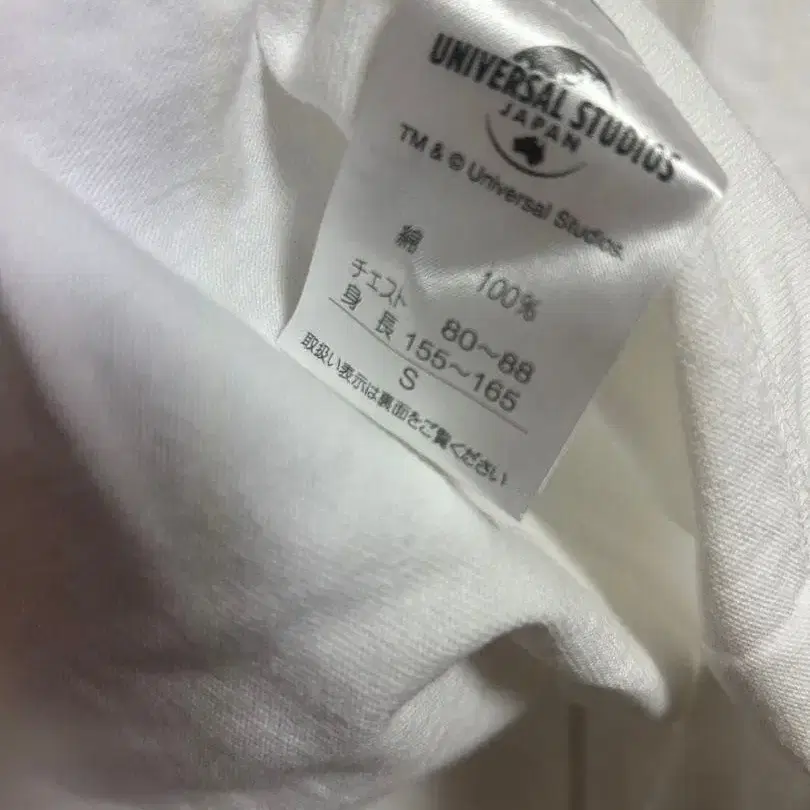 UNIVERSAL STUDIOS
JAPAN
TM & © Universal Studios.
綿 100%
チエスト 80～88
身長 155～165
S
取扱い表示は裏面をご覧ください